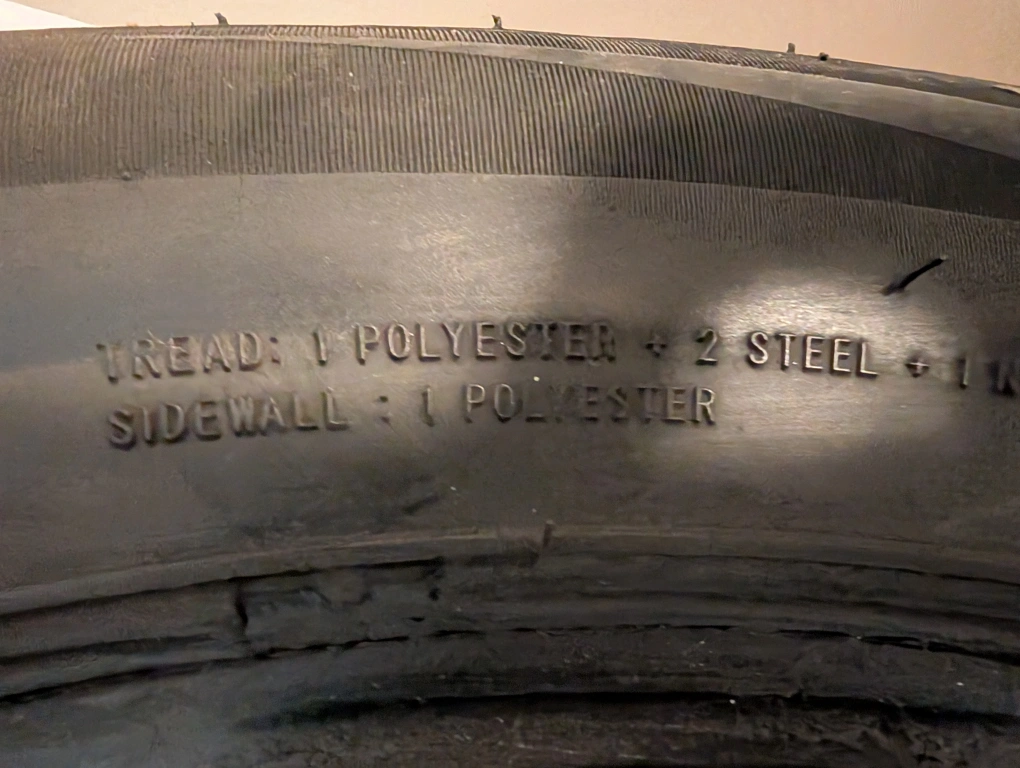 TREAD: 1 POLYESTER + 2 STEEL + 1
SIDEWALL : 1 POLYESTER